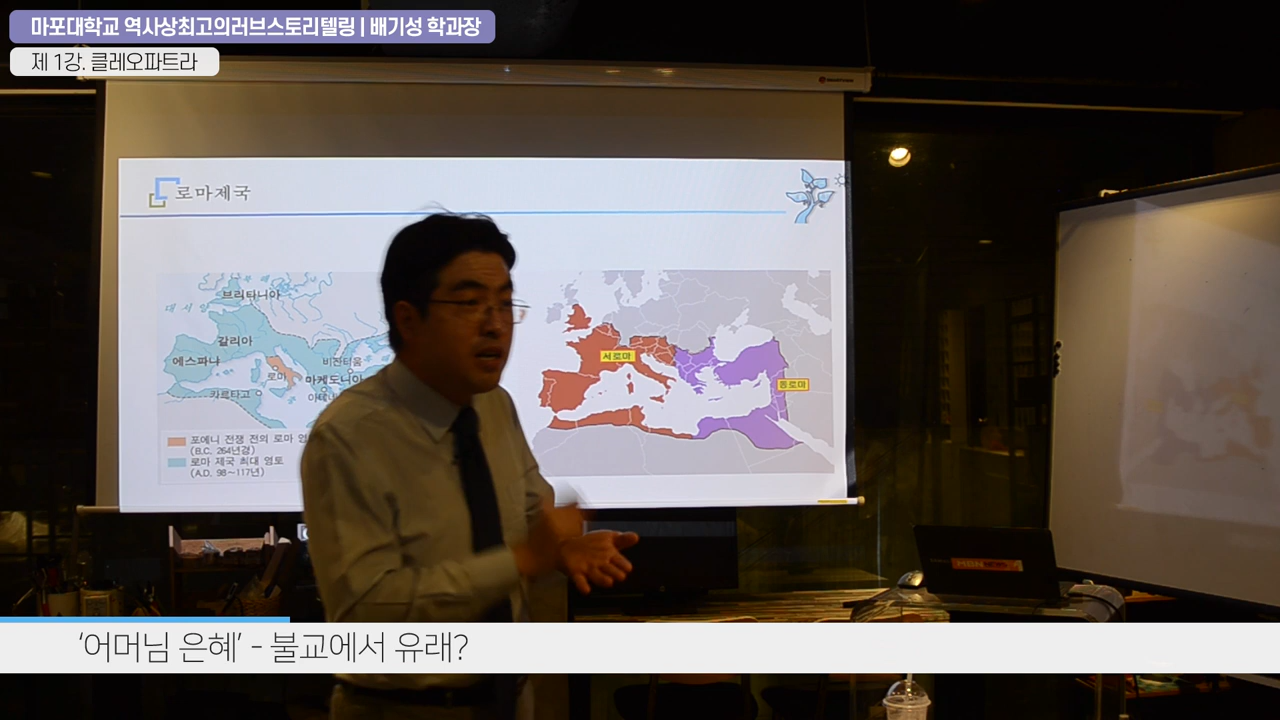 마포대학교 역사상최고의러브스토리텔링 | 배기성 학과장
제 1강. 클레오파트라
로마제국
브리타니아
대 서 양
갈리아
에스파냐
비잔티움
로마
마케도니아
카르타고
포에니 전쟁 전의 로마 영
(B.C. 264년경)
로마 제국 최대 영토
(A.D. 98~117년)
서로마
동로마
MBN
'어머님 은혜' - 불교에서 유래?